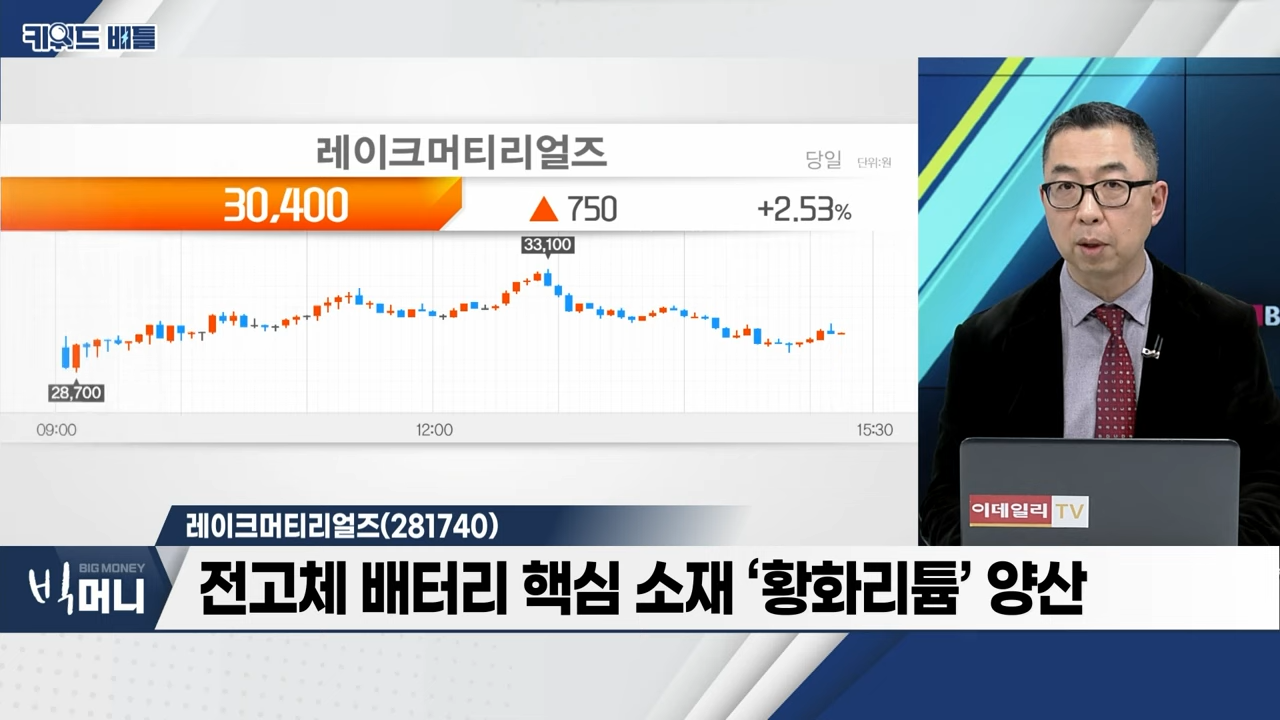 키워드 배틀
레이크머티리얼즈
당일 단위:원
30,400 ▲ 750 +2.53%
33,100
28,700
09:00 12:00 15:30
B
이데일리 TV
레이크머티리얼즈(281740)
BIG MONEY
빅머니
전고체 배터리 핵심 소재 ‘황화리튬’ 양산